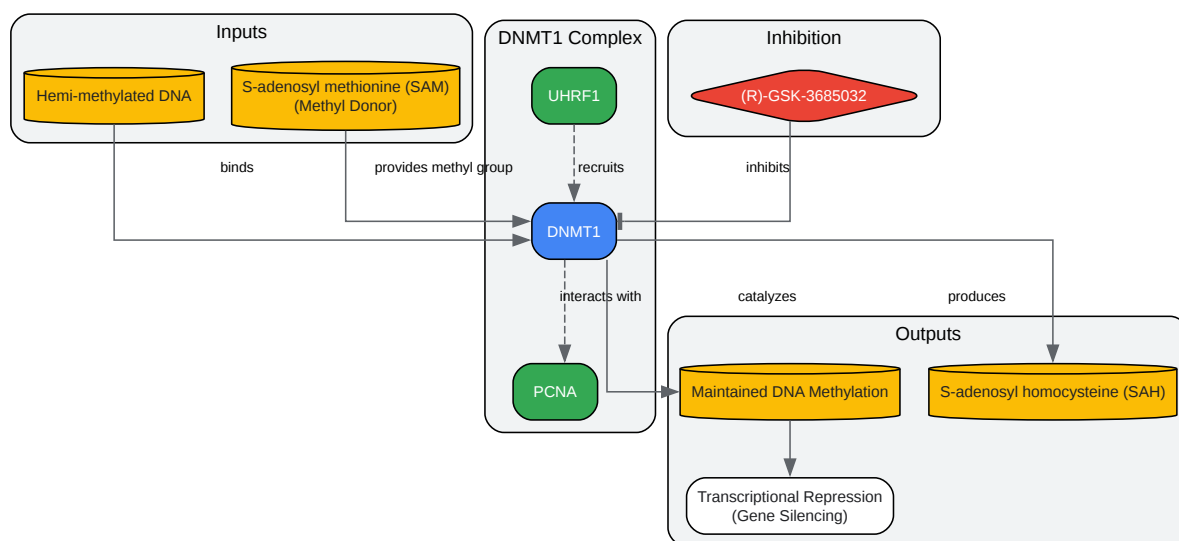 Inputs
DNMT1 Complex
Inhibition
Hemi-methylated DNA
S-adenosyl methionine (SAM)
(Methyl Donor)
UHRF1
(R)-GSK-3685032
binds
provides methyl group
recruits
inhibits
DNMT1
interacts with
catalyzes
produces
Outputs
PCNA
Maintained DNA Methylation
S-adenosyl homocysteine (SAH)
Transcriptional Repression
(Gene Silencing)